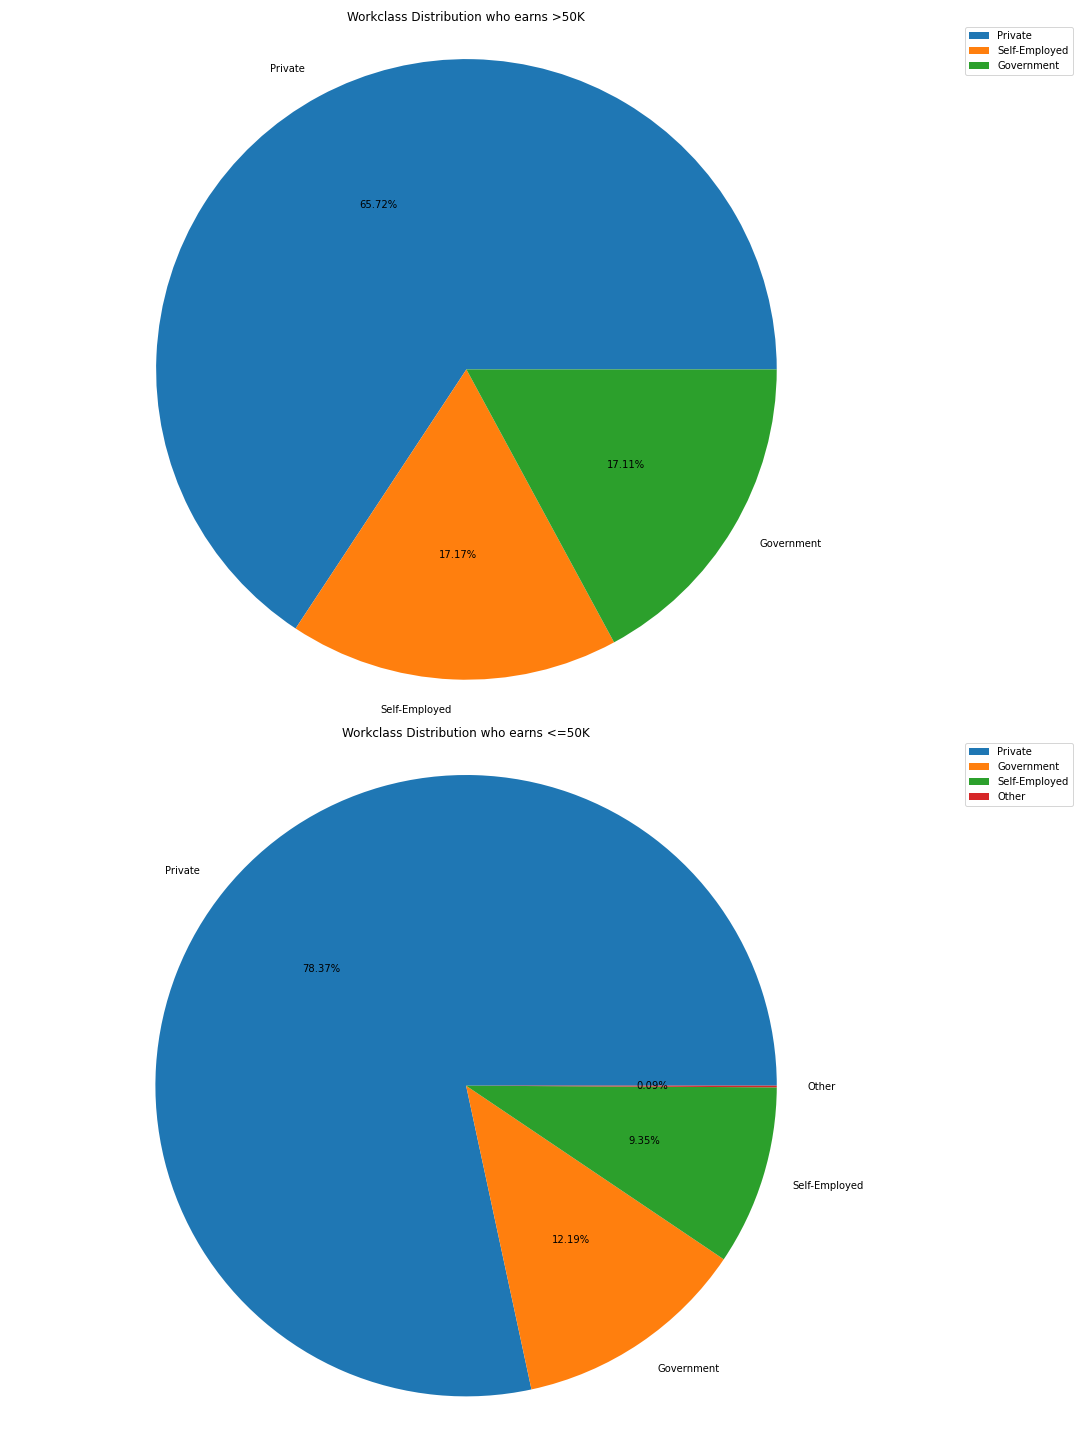 Workclass Distribution who earns >50K
Private
Self-Employed
Government
Private
65.72%
17.11%
Government
17.17%
Self-Employed
Workclass Distribution who earns <=50K
Private
Government
Self-Employed
Other
Private
78.37%
0.09%
Other
9.35%
Self-Employed
12.19%
Government